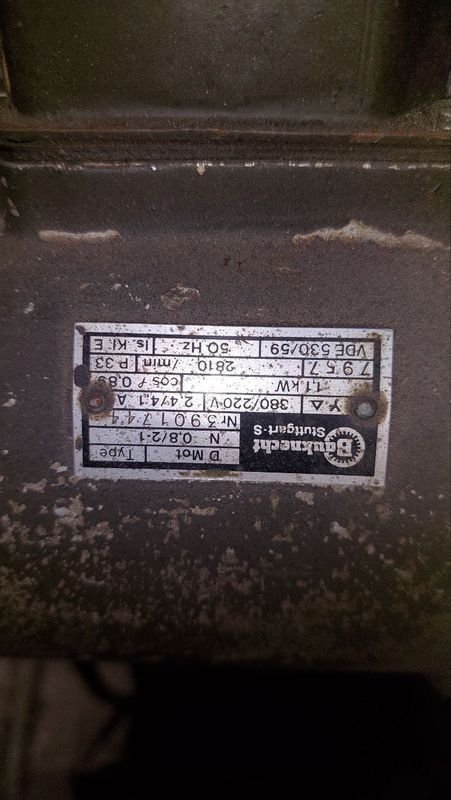 Bauknecht
Stuttgart-S
D Mot Type
N 0.8/2-1
Nr 3901744
Y △ 380/220V 2.4/4.1 A
1.1 kW cos φ 0.89
7957 2810 /min P 33
VDE 530/59 50 Hz Is. Kl. E